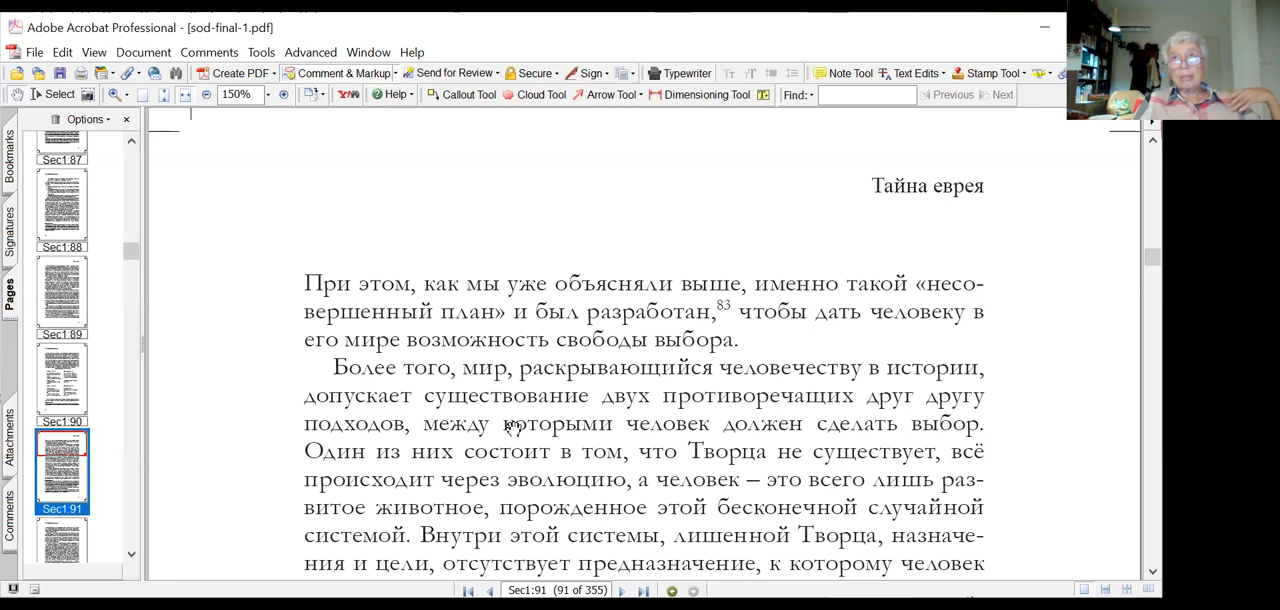 Adobe Acrobat Professional - [sod-final-1.pdf]
File Edit View Document Comments Tools Advanced Window Help
Create PDF Comment & Markup Send for Review Secure Sign Typewriter Note Tool Text Edits Stamp Tool
Select 150% Help Callout Tool Cloud Tool Arrow Tool Dimensioning Tool Find: Previous Next
Options
Bookmarks
Signatures
Pages
Attachments
Comments
Sec1:87
Sec1:88
Sec1:89
Sec1:90
Sec1:91
Тайна еврея
При этом, как мы уже объясняли выше, именно такой «несо-
вершенный план» и был разработан,83 чтобы дать человеку в
его мире возможность свободы выбора.
Более того, мир, раскрывающийся человечеству в истории,
допускает существование двух противоречащих друг другу
подходов, между которыми человек должен сделать выбор.
Один из них состоит в том, что Творца не существует, всё
происходит через эволюцию, а человек – это всего лишь раз-
витое животное, порожденное этой бесконечной случайной
системой. Внутри этой системы, лишенной Творца, назначе-
ния и цели, отсутствует предназначение, к которому человек
Sec1:91 (91 of 355)